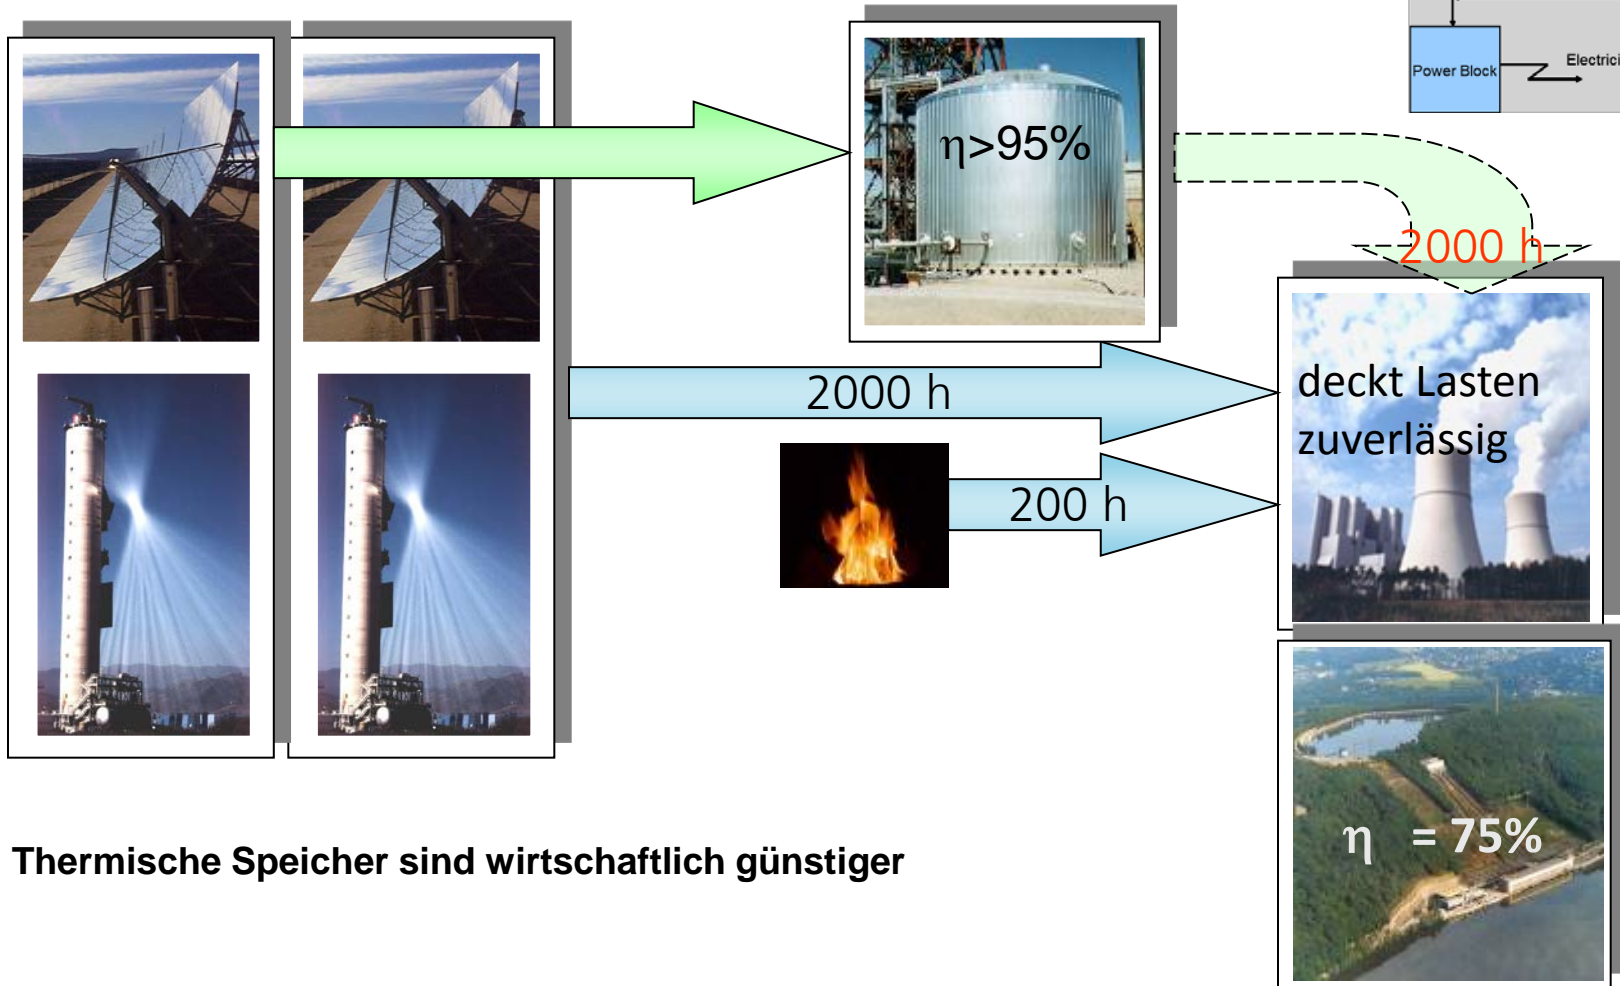 Power Block
η>95%
2000 h
2000 h
deckt Lasten
zuverlässig
200 h
η = 75%
Thermische Speicher sind wirtschaftlich günstiger